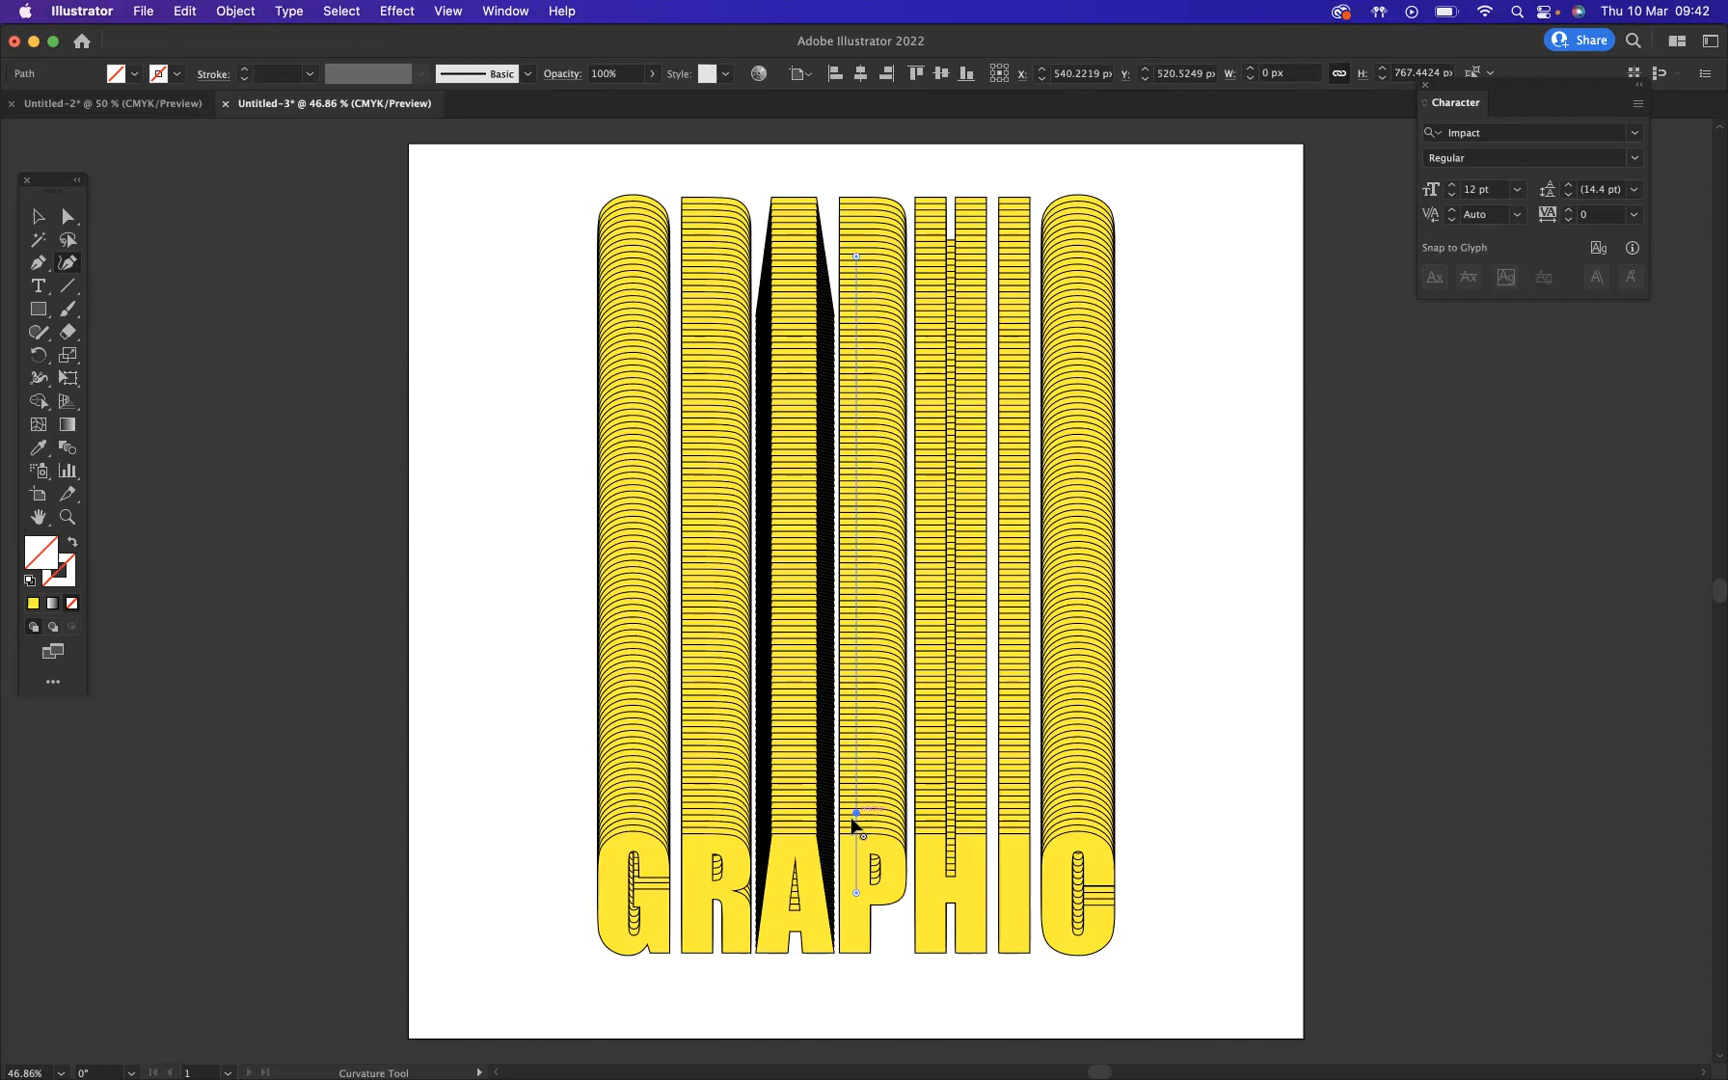 Illustrator File Edit Object Type Select Effect View Window Help
Thu 10 Mar 09:42
Adobe Illustrator 2022
Share
Path
Stroke:
Basic
Opacity: 100%
Style:
X: 540.2219 p
Y: 520.5249 p
W: 0 px
H: 767.4424 p
Untitled-2* @ 50 % (CMYK/Preview)
Untitled-3* @ 46.86 % (CMYK/Preview)
Character
Impact
Regular
12 pt
(14.4 pt)
Auto
0
Snap to Glyph
GRAPHIC
46.86%
0°
1
Curvature Tool